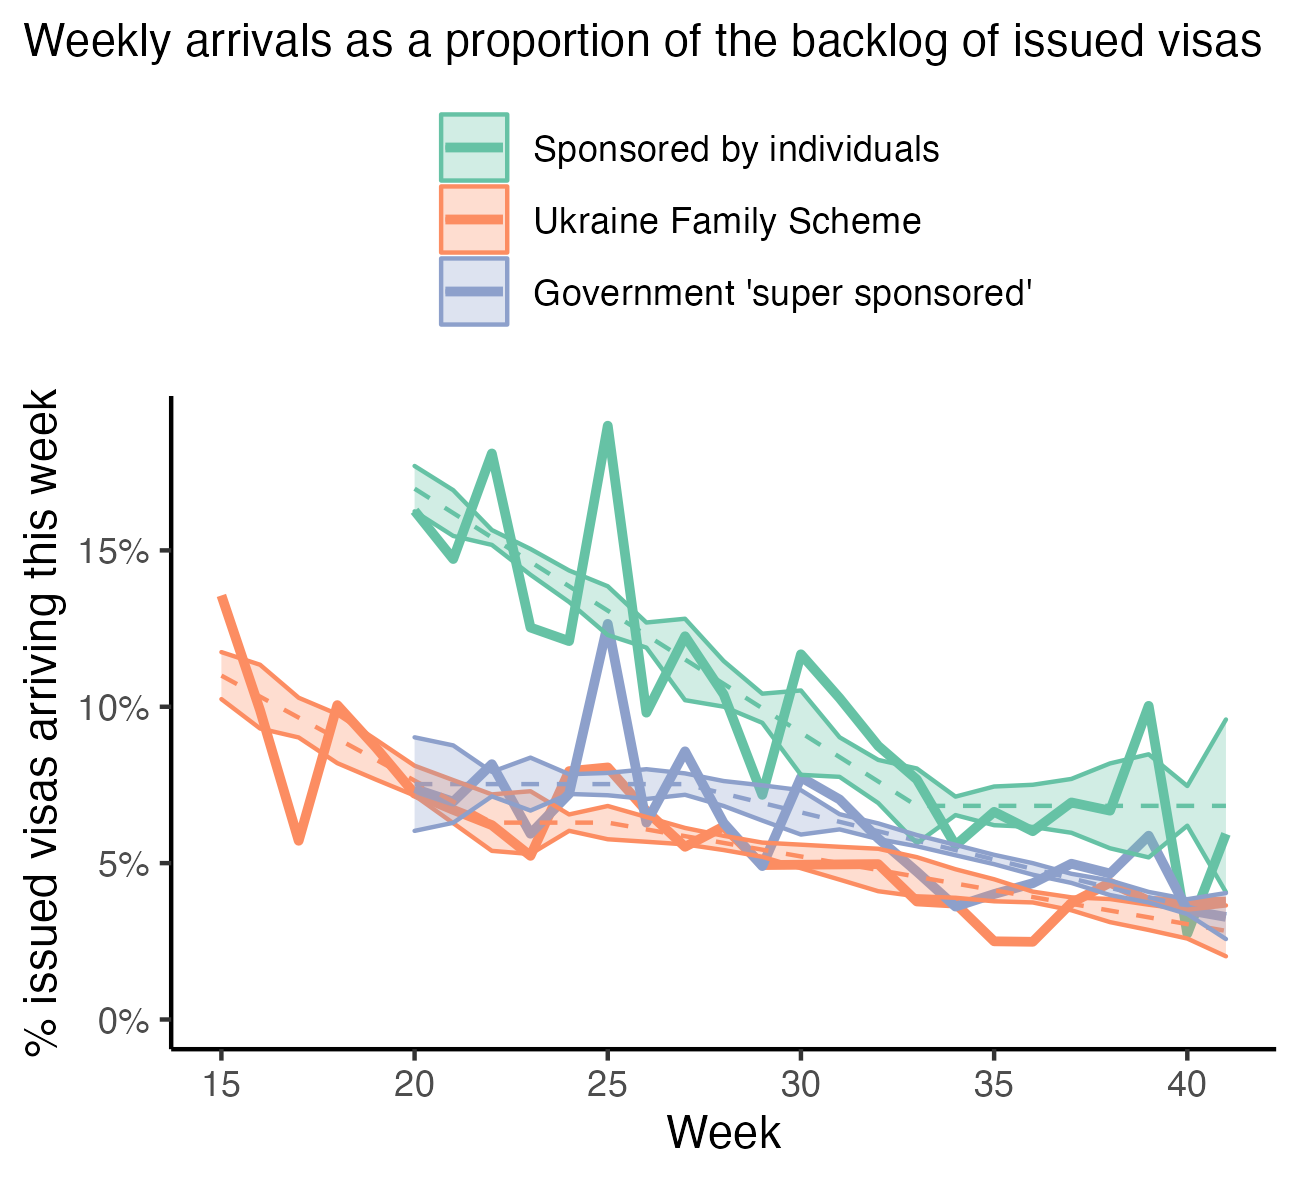 Weekly arrivals as a proportion of the backlog of issued visas
Sponsored by individuals
Ukraine Family Scheme
Government 'super sponsored'
% issued visas arriving this week
15%
10%
5%
0%
15 20 25 30 35 40
Week